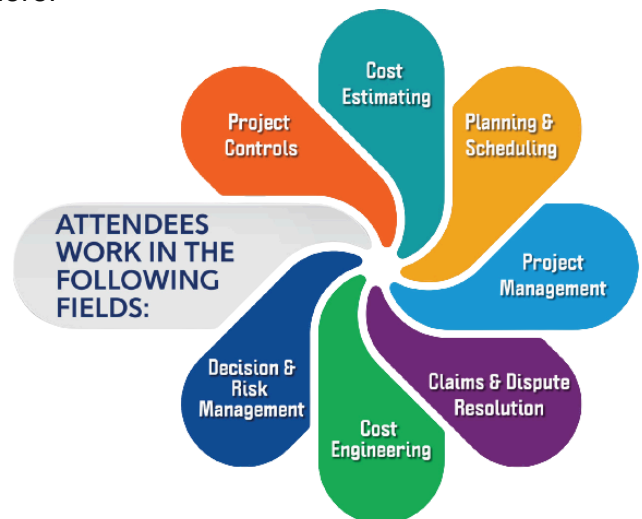 Cost
Estimating
Project
Controls
Planning &
Scheduling
ATTENDEES
WORK IN THE
FOLLOWING
FIELDS:
Project
Management
Decision &
Risk
Management
Claims & Dispute
Resolution
Cost
Engineering